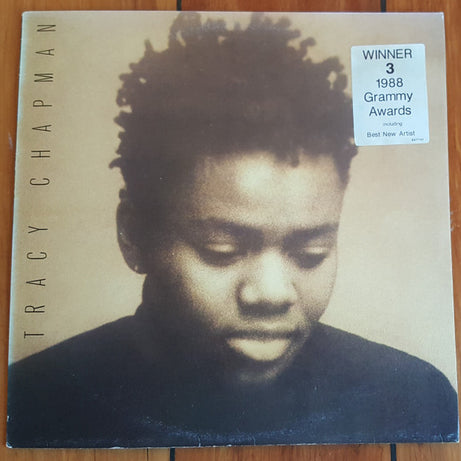 TRACY CHAPMAN
WINNER
3
1988
Grammy
Awards
including
Best New Artist